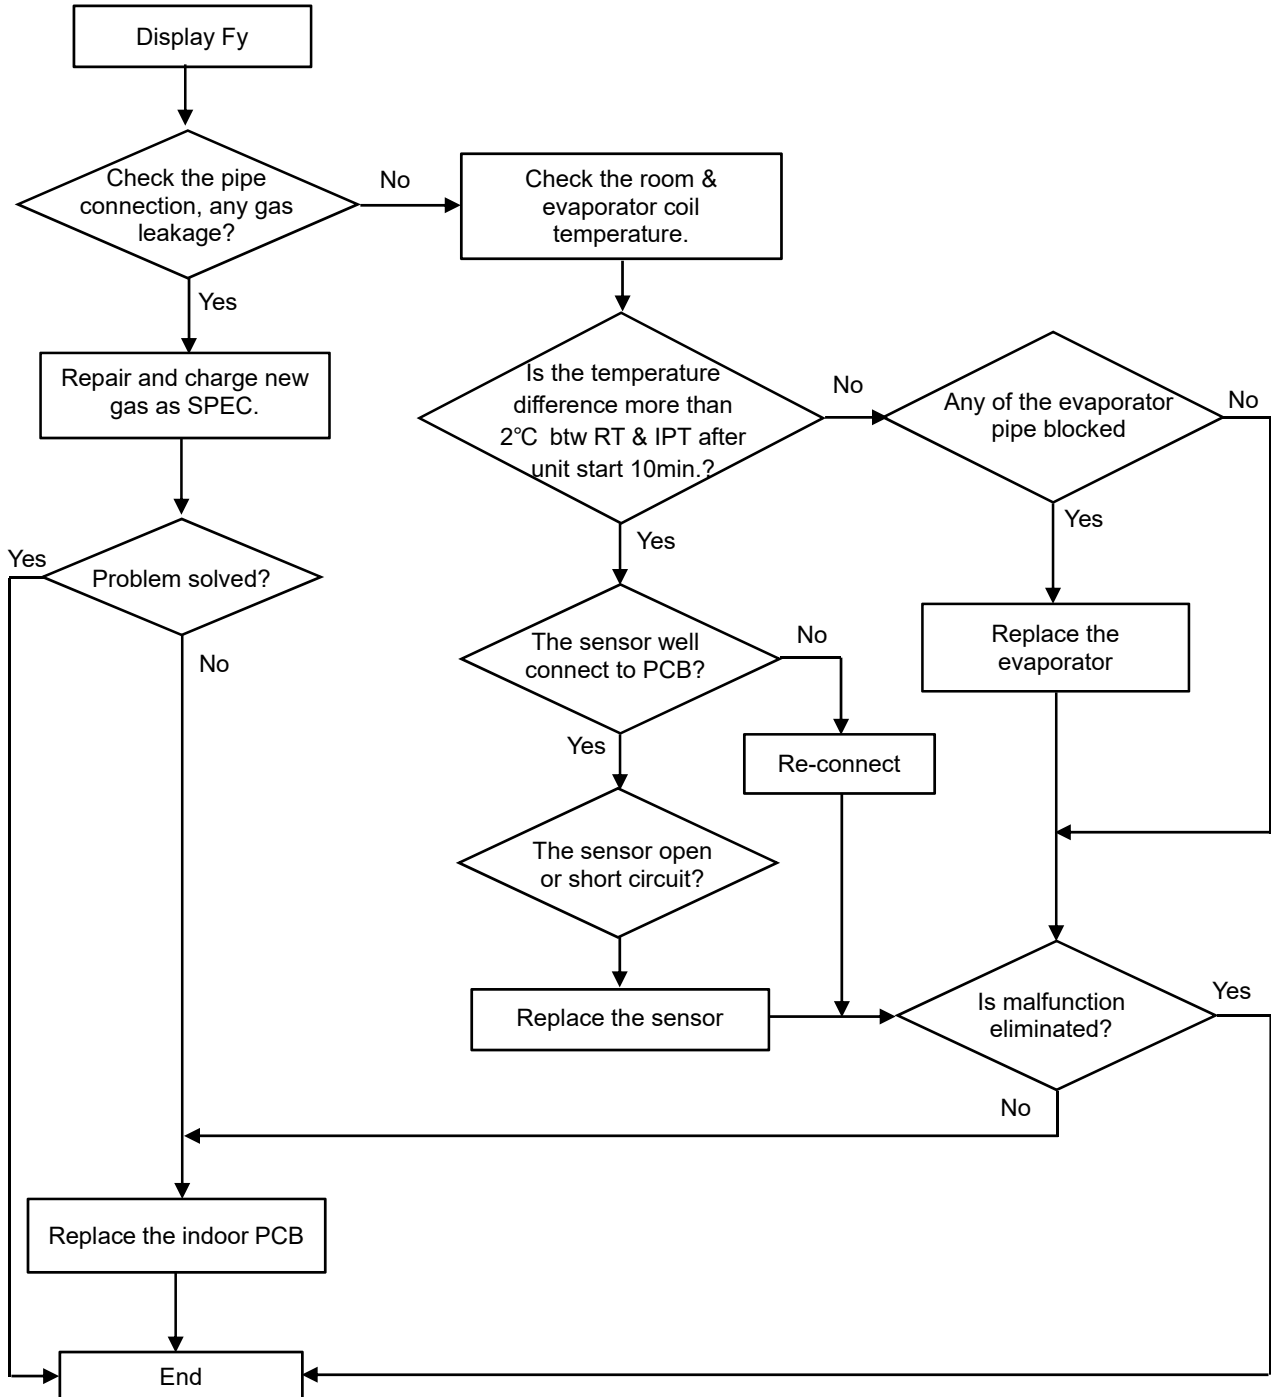 Display Fy
Check the pipe
connection, any gas
leakage?
No
Check the room &
evaporator coil
temperature.
Yes
Repair and charge new
gas as SPEC.
Is the temperature
difference more than
2℃ btw RT & IPT after
unit start 10min.?
No
Any of the evaporator
pipe blocked
No
Yes
Yes
Yes
Problem solved?
No
The sensor well
connect to PCB?
No
Replace the
evaporator
Yes
Re-connect
The sensor open
or short circuit?
Replace the sensor
Is malfunction
eliminated?
Yes
No
Replace the indoor PCB
End